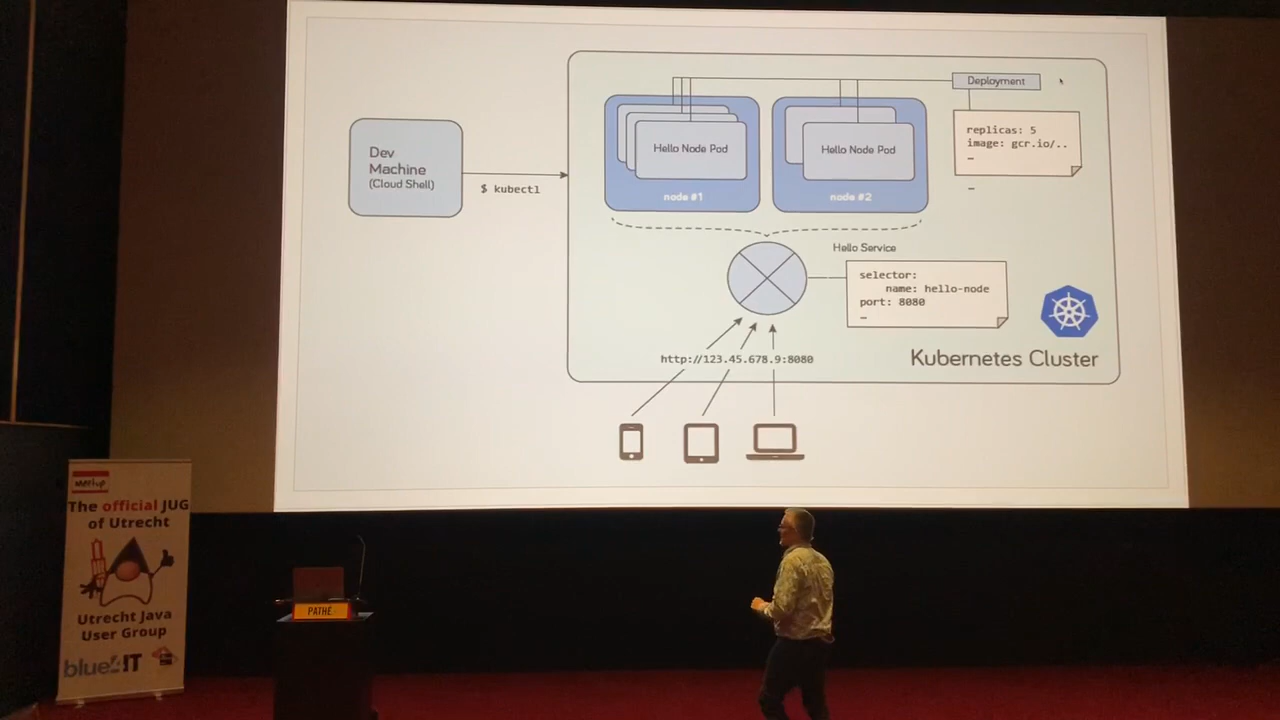 Deployment
replicas: 5
image: gcr.io/..
Dev
Machine
(Cloud Shell)
$ kubectl
Hello Node Pod
node #1
Hello Node Pod
node #2
Hello Service
selector:
name: hello-node
port: 8080
http://123.45.678.9:8080
Kubernetes Cluster
meetup
The official JUG
of Utrecht
Utrecht Java
User Group
blue4IT
PATHÉ